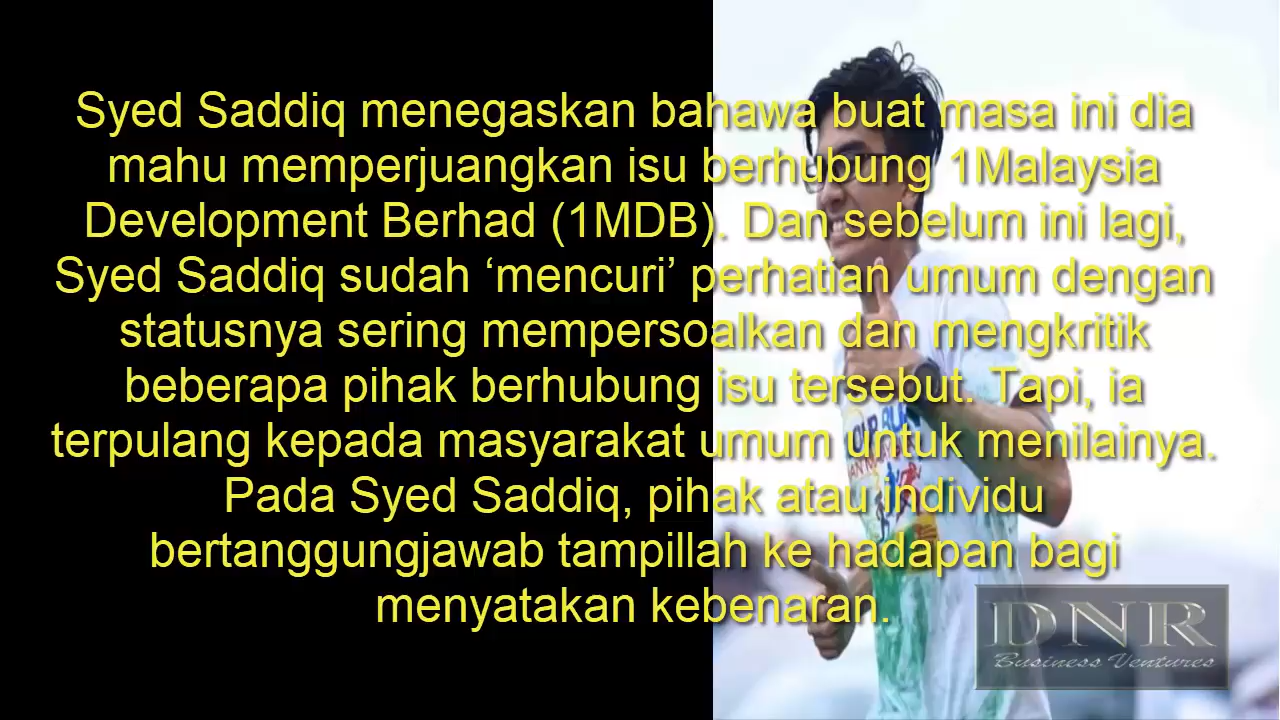 Syed Saddiq menegaskan bahawa buat masa ini dia
mahu memperjuangkan isu berhubung 1Malaysia
Development Berhad (1MDB). Dan sebelum ini lagi,
Syed Saddiq sudah ‘mencuri’ perhatian umum dengan
statusnya sering mempersoalkan dan mengkritik
beberapa pihak berhubung isu tersebut. Tapi, ia
terpulang kepada masyarakat umum untuk menilainya.
Pada Syed Saddiq, pihak atau individu
bertanggungjawab tampillah ke hadapan bagi
menyatakan kebenaran.
DNR
Business Ventures